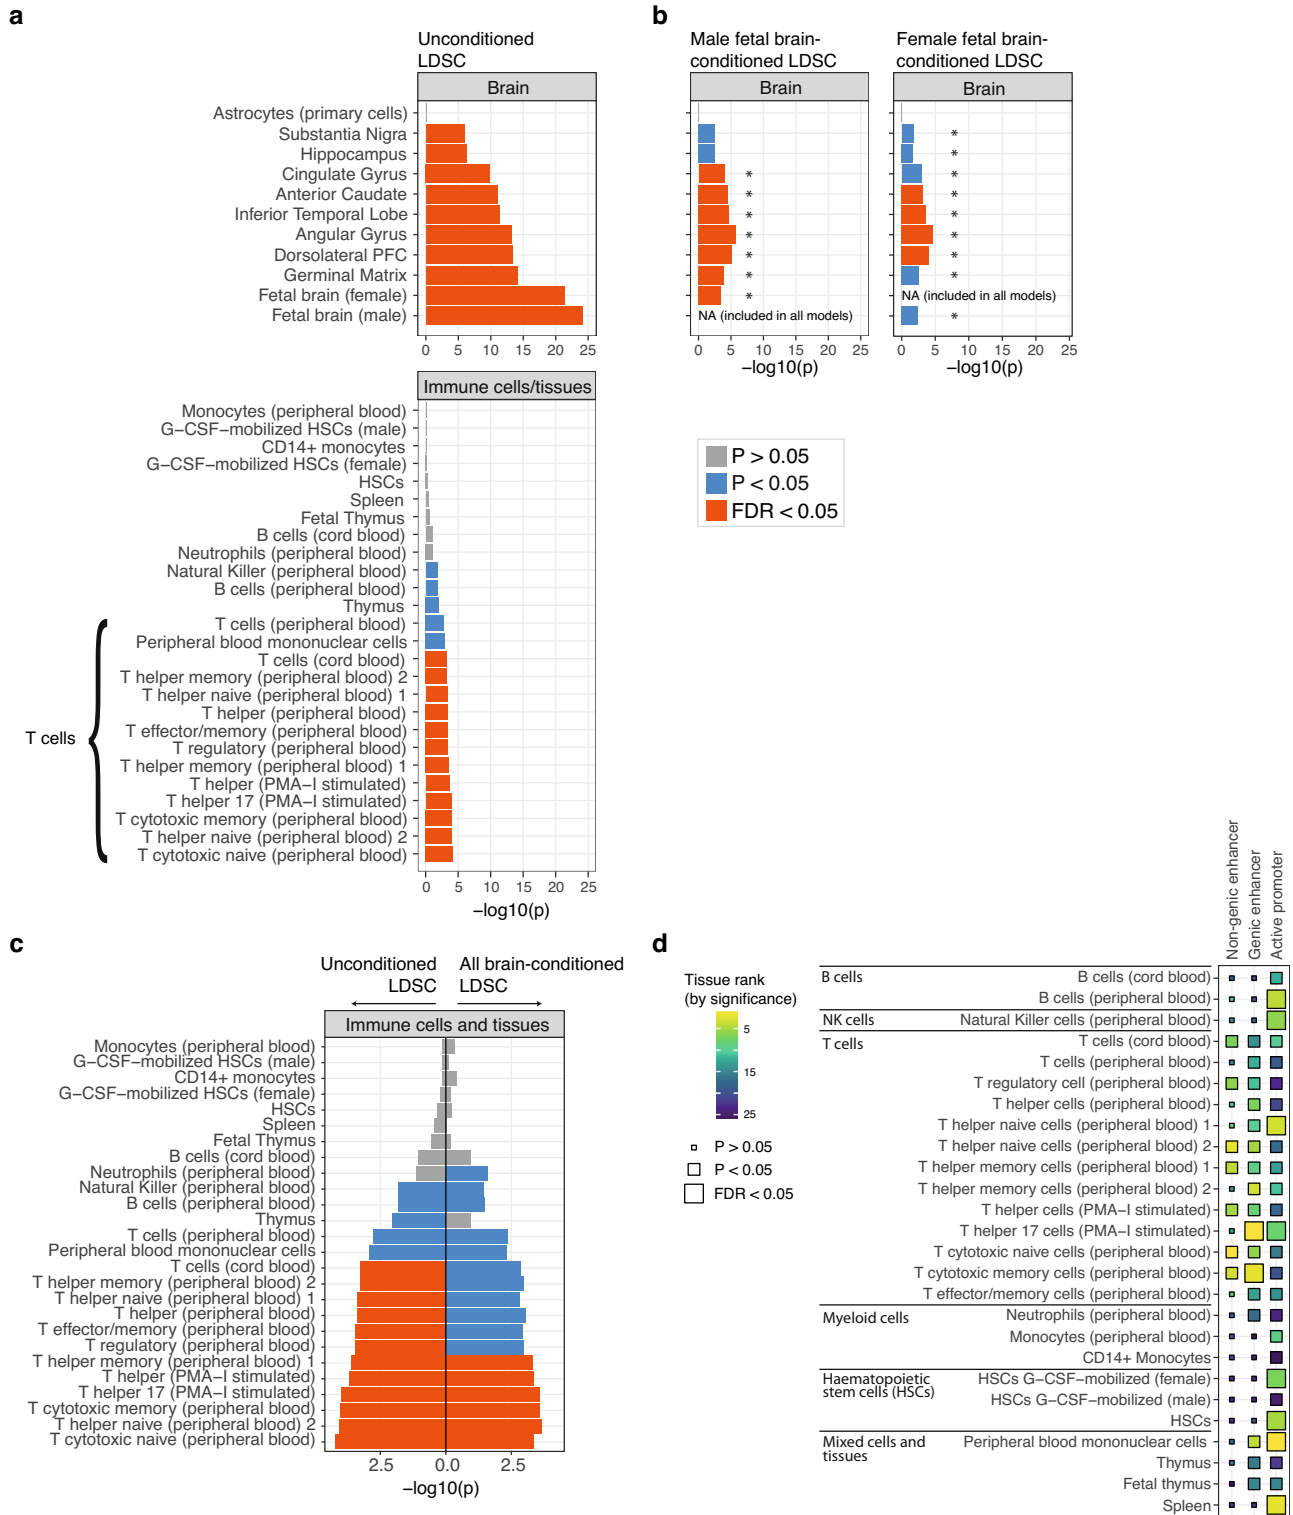 a
Unconditioned
LDSC
Brain
Astrocytes (primary cells)
Substantia Nigra
Hippocampus
Cingulate Gyrus
Anterior Caudate
Inferior Temporal Lobe
Angular Gyrus
Dorsolateral PFC
Germinal Matrix
Fetal brain (female)
Fetal brain (male)
0 5 10 15 20 25
Immune cells/tissues
Monocytes (peripheral blood)
G−CSF−mobilized HSCs (male)
CD14+ monocytes
G−CSF−mobilized HSCs (female)
HSCs
Spleen
Fetal Thymus
B cells (cord blood)
Neutrophils (peripheral blood)
Natural Killer (peripheral blood)
B cells (peripheral blood)
Thymus
T cells (peripheral blood)
Peripheral blood mononuclear cells
T cells (cord blood)
T helper memory (peripheral blood) 2
T helper naive (peripheral blood) 1
T helper (peripheral blood)
T effector/memory (peripheral blood)
T regulatory (peripheral blood)
T helper memory (peripheral blood) 1
T helper (PMA−I stimulated)
T helper 17 (PMA−I stimulated)
T cytotoxic memory (peripheral blood)
T helper naive (peripheral blood) 2
T cytotoxic naive (peripheral blood)
T cells
0 5 10 15 20 25
−log10(p)
b
Male fetal brain-
conditioned LDSC
Brain
*
*
*
*
*
*
*
NA (included in all models)
0 5 10 15 20 25
−log10(p)
Female fetal brain-
conditioned LDSC
Brain
*
*
*
*
*
*
*
*
NA (included in all models)
*
0 5 10 15 20 25
−log10(p)
P > 0.05
P < 0.05
FDR < 0.05
c
Unconditioned
LDSC
All brain-conditioned
LDSC
Immune cells and tissues
Monocytes (peripheral blood)
G−CSF−mobilized HSCs (male)
CD14+ monocytes
G−CSF−mobilized HSCs (female)
HSCs
Spleen
Fetal Thymus
B cells (cord blood)
Neutrophils (peripheral blood)
Natural Killer (peripheral blood)
B cells (peripheral blood)
Thymus
T cells (peripheral blood)
Peripheral blood mononuclear cells
T cells (cord blood)
T helper memory (peripheral blood) 2
T helper naive (peripheral blood) 1
T helper (peripheral blood)
T effector/memory (peripheral blood)
T regulatory (peripheral blood)
T helper memory (peripheral blood) 1
T helper (PMA−I stimulated)
T helper 17 (PMA−I stimulated)
T cytotoxic memory (peripheral blood)
T helper naive (peripheral blood) 2
T cytotoxic naive (peripheral blood)
2.5 0.0 2.5
−log10(p)
d
Tissue rank
(by significance)
5
15
25
P > 0.05
P < 0.05
FDR < 0.05
Non-genic enhancer
Genic enhancer
Active promoter
B cells
B cells (cord blood)
B cells (peripheral blood)
NK cells
Natural Killer cells (peripheral blood)
T cells
T cells (cord blood)
T cells (peripheral blood)
T regulatory cell (peripheral blood)
T helper cells (peripheral blood)
T helper naive cells (peripheral blood) 1
T helper naive cells (peripheral blood) 2
T helper memory cells (peripheral blood) 1
T helper memory cells (peripheral blood) 2
T helper cells (PMA−I stimulated)
T helper 17 cells (PMA−I stimulated)
T cytotoxic naive cells (peripheral blood)
T cytotoxic memory cells (peripheral blood)
T effector/memory cells (peripheral blood)
Myeloid cells
Neutrophils (peripheral blood)
Monocytes (peripheral blood)
CD14+ Monocytes
Haematopoietic
stem cells (HSCs)
HSCs G−CSF−mobilized (female)
HSCs G−CSF−mobilized (male)
HSCs
Mixed cells and
tissues
Peripheral blood mononuclear cells
Thymus
Fetal thymus
Spleen